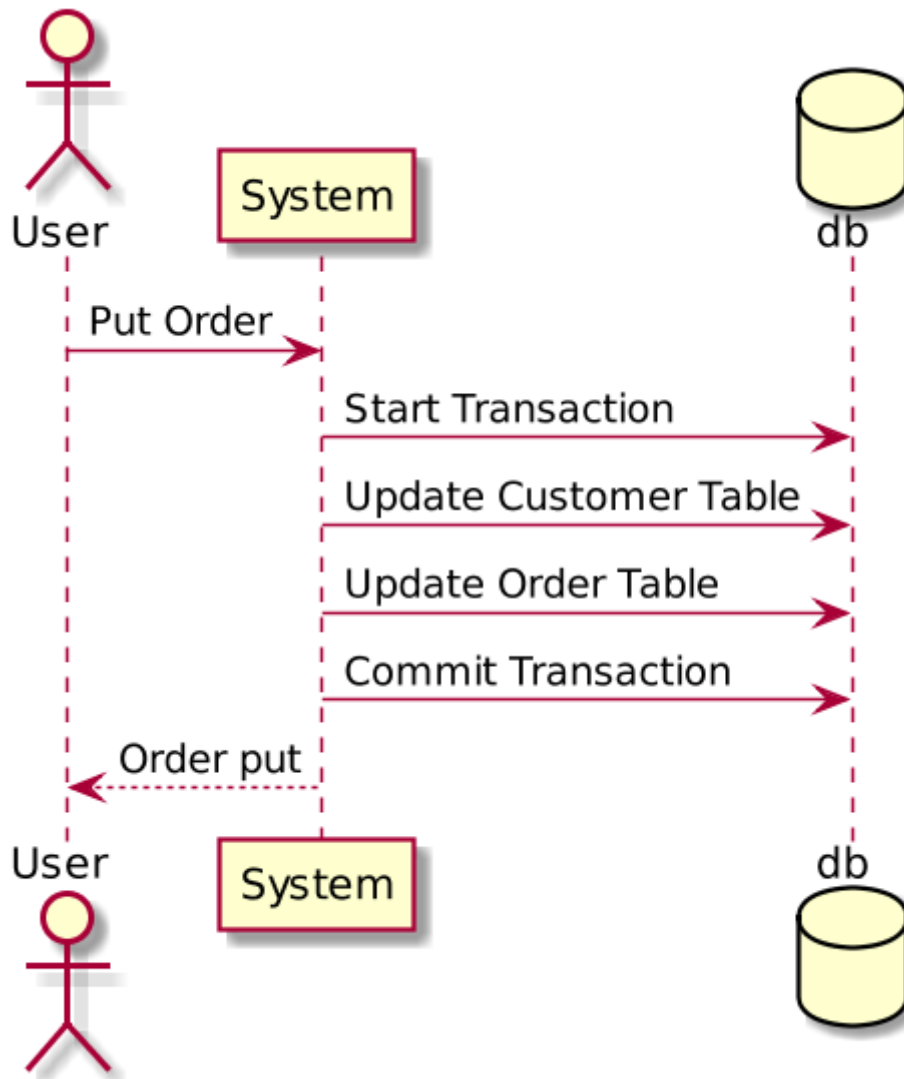 User
System
db
Put Order
Start Transaction
Update Customer Table
Update Order Table
Commit Transaction
Order put
User
System
db